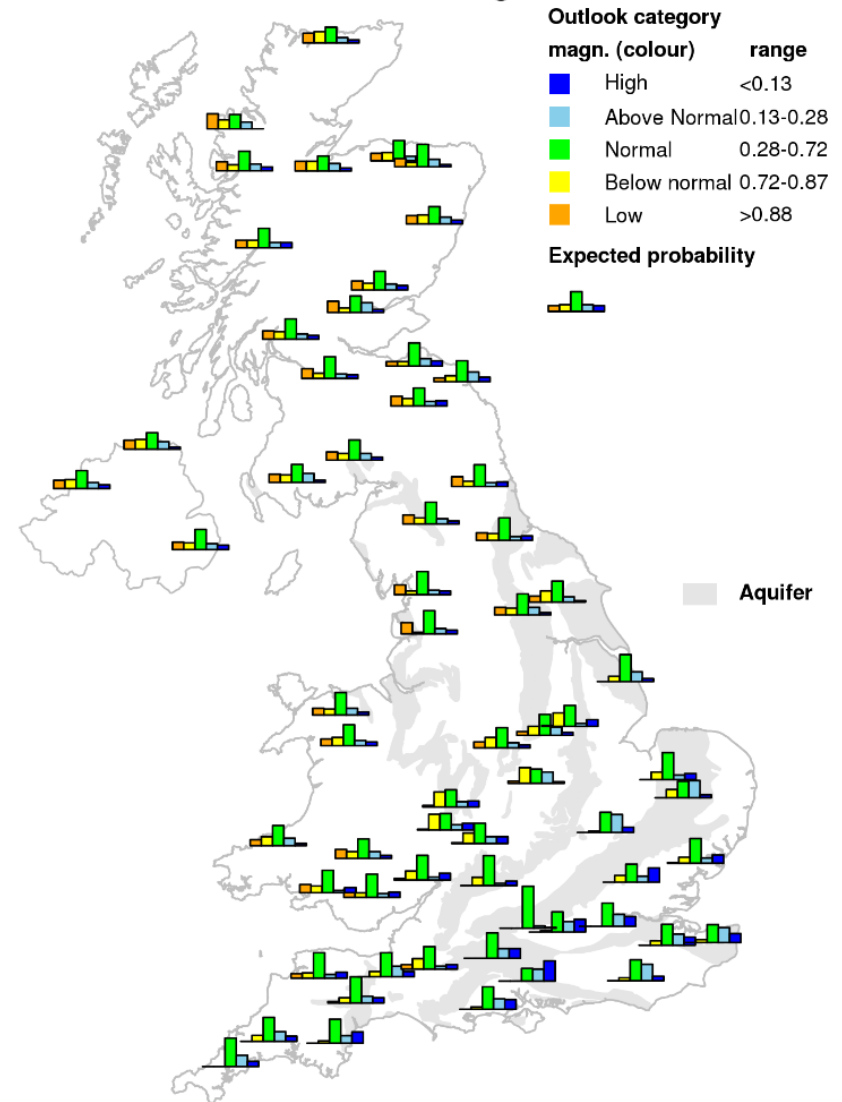 Outlook category
magn. (colour) range
High <0.13
Above Normal 0.13-0.28
Normal 0.28-0.72
Below normal 0.72-0.87
Low >0.88
Expected probability
Aquifer